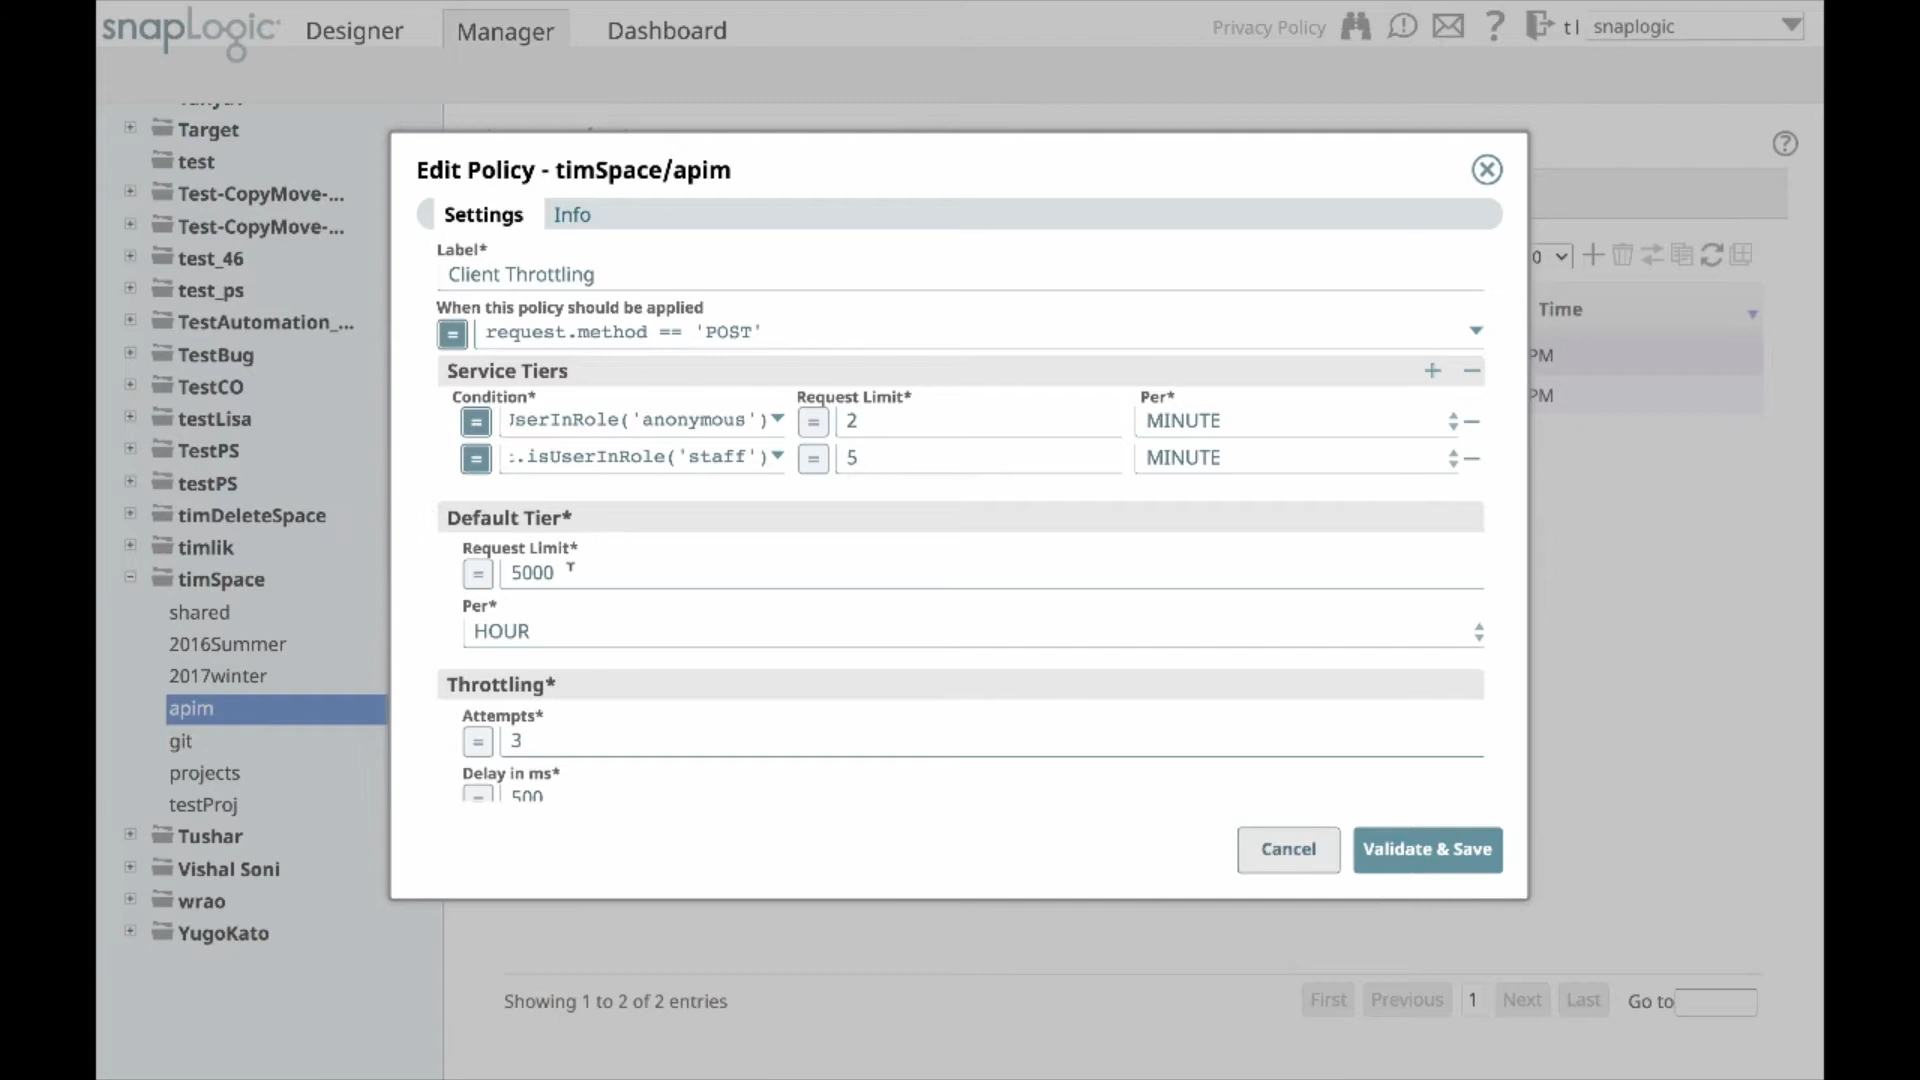 snapLogic
Designer
Manager
Dashboard
Privacy Policy
t l
snaplogic
Target
test
Test-CopyMove-...
Test-CopyMove-...
test_46
test_ps
TestAutomation_...
TestBug
TestCO
testLisa
TestPS
testPS
timDeleteSpace
timlik
timSpace
shared
2016Summer
2017winter
apim
git
projects
testProj
Tushar
Vishal Soni
wrao
YugoKato
Edit Policy - timSpace/apim
Settings
Info
Label*
Client Throttling
When this policy should be applied
= request.method == 'POST'
Service Tiers
Condition* Request Limit* Per*
= UserInRole('anonymous') = 2 MINUTE
= :.isUserInRole('staff') = 5 MINUTE
Default Tier*
Request Limit*
= 5000
Per*
HOUR
Throttling*
Attempts*
= 3
Delay in ms*
= 500
Cancel
Validate & Save
0
Time
PM
PM
Showing 1 to 2 of 2 entries
First Previous 1 Next Last Go to